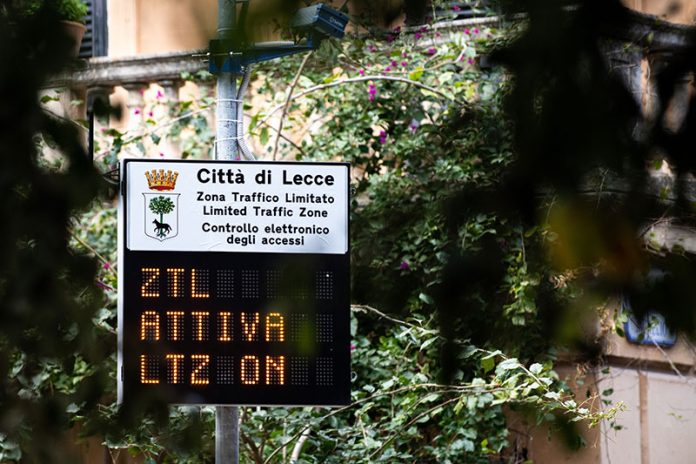 Città di Lecce
Zona Traffico Limitato
Limited Traffic Zone
Controllo elettronico
degli accessi
ZTL
ATTIVA
LTZ ON